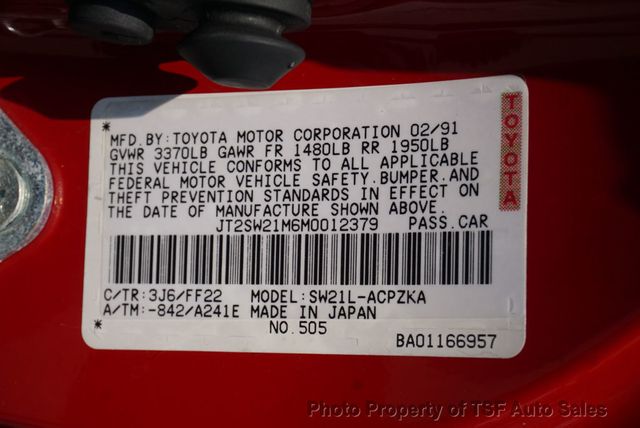 * MFD.BY:TOYOTA MOTOR CORPORATION 02/91
GVWR 3370LB GAWR FR 1480LB RR 1950LB
THIS VEHICLE CONFORMS TO ALL APPLICABLE
FEDERAL MOTOR VEHICLE SAFETY.BUMPER.AND
THEFT PREVENTION STANDARDS IN EFFECT ON
THE DATE OF MANUFACTURE SHOWN ABOVE.
JT2SW21M6M0012379 PASS.CAR
TOYOTA
C/TR:3J6/FF22 MODEL:SW21L-ACPZKA
A/TM:-842/A241E MADE IN JAPAN
* NO.505
BA01166957
Photo Property of TSF Auto Sales